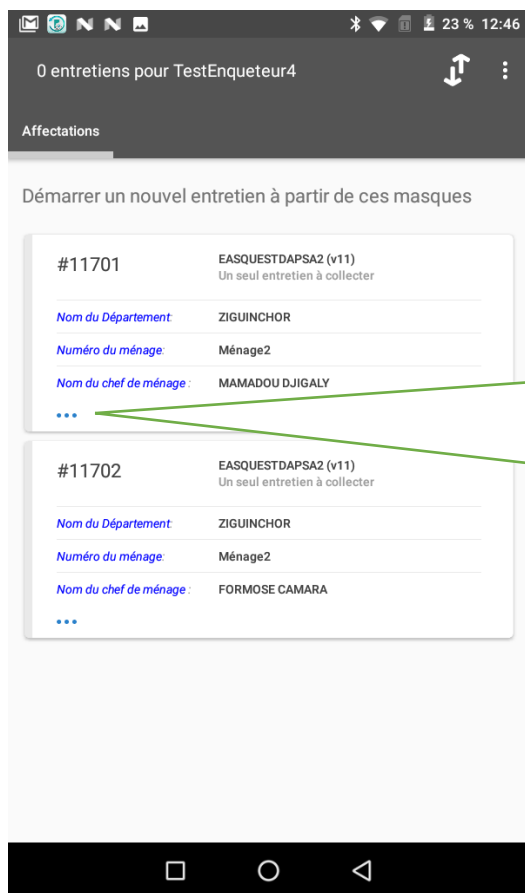 23 % 12:46
0 entretiens pour TestEnqueteur4
Affectations
Démarrer un nouvel entretien à partir de ces masques
#11701 EASQUESTDAPSA2 (v11)
Un seul entretien à collecter
Nom du Département: ZIGUINCHOR
Numéro du ménage: Ménage2
Nom du chef de ménage : MAMADOU DJIGALY
...
#11702 EASQUESTDAPSA2 (v11)
Un seul entretien à collecter
Nom du Département: ZIGUINCHOR
Numéro du ménage: Ménage2
Nom du chef de ménage : FORMOSE CAMARA
...